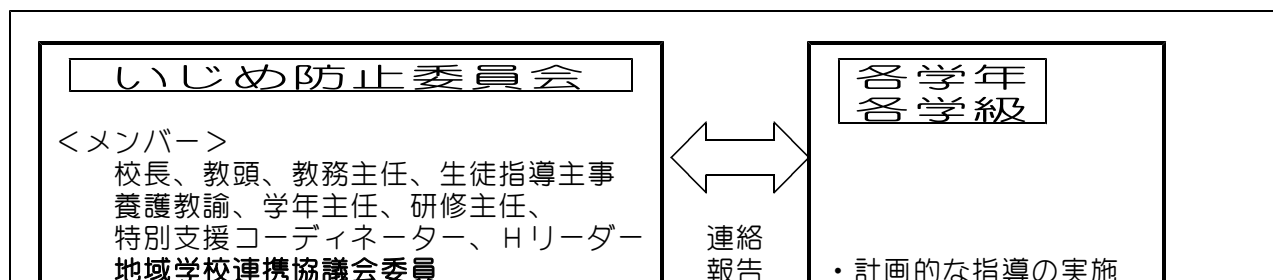 いじめ防止委員会
<メンバー>
校長、教頭、教務主任、生徒指導主事
養護教諭、学年主任、研修主任、
特別支援コーディネーター、Hリーダー
地域学校連携協議会委員
連絡
報告
各学年
各学級
・計画的な指導の実施